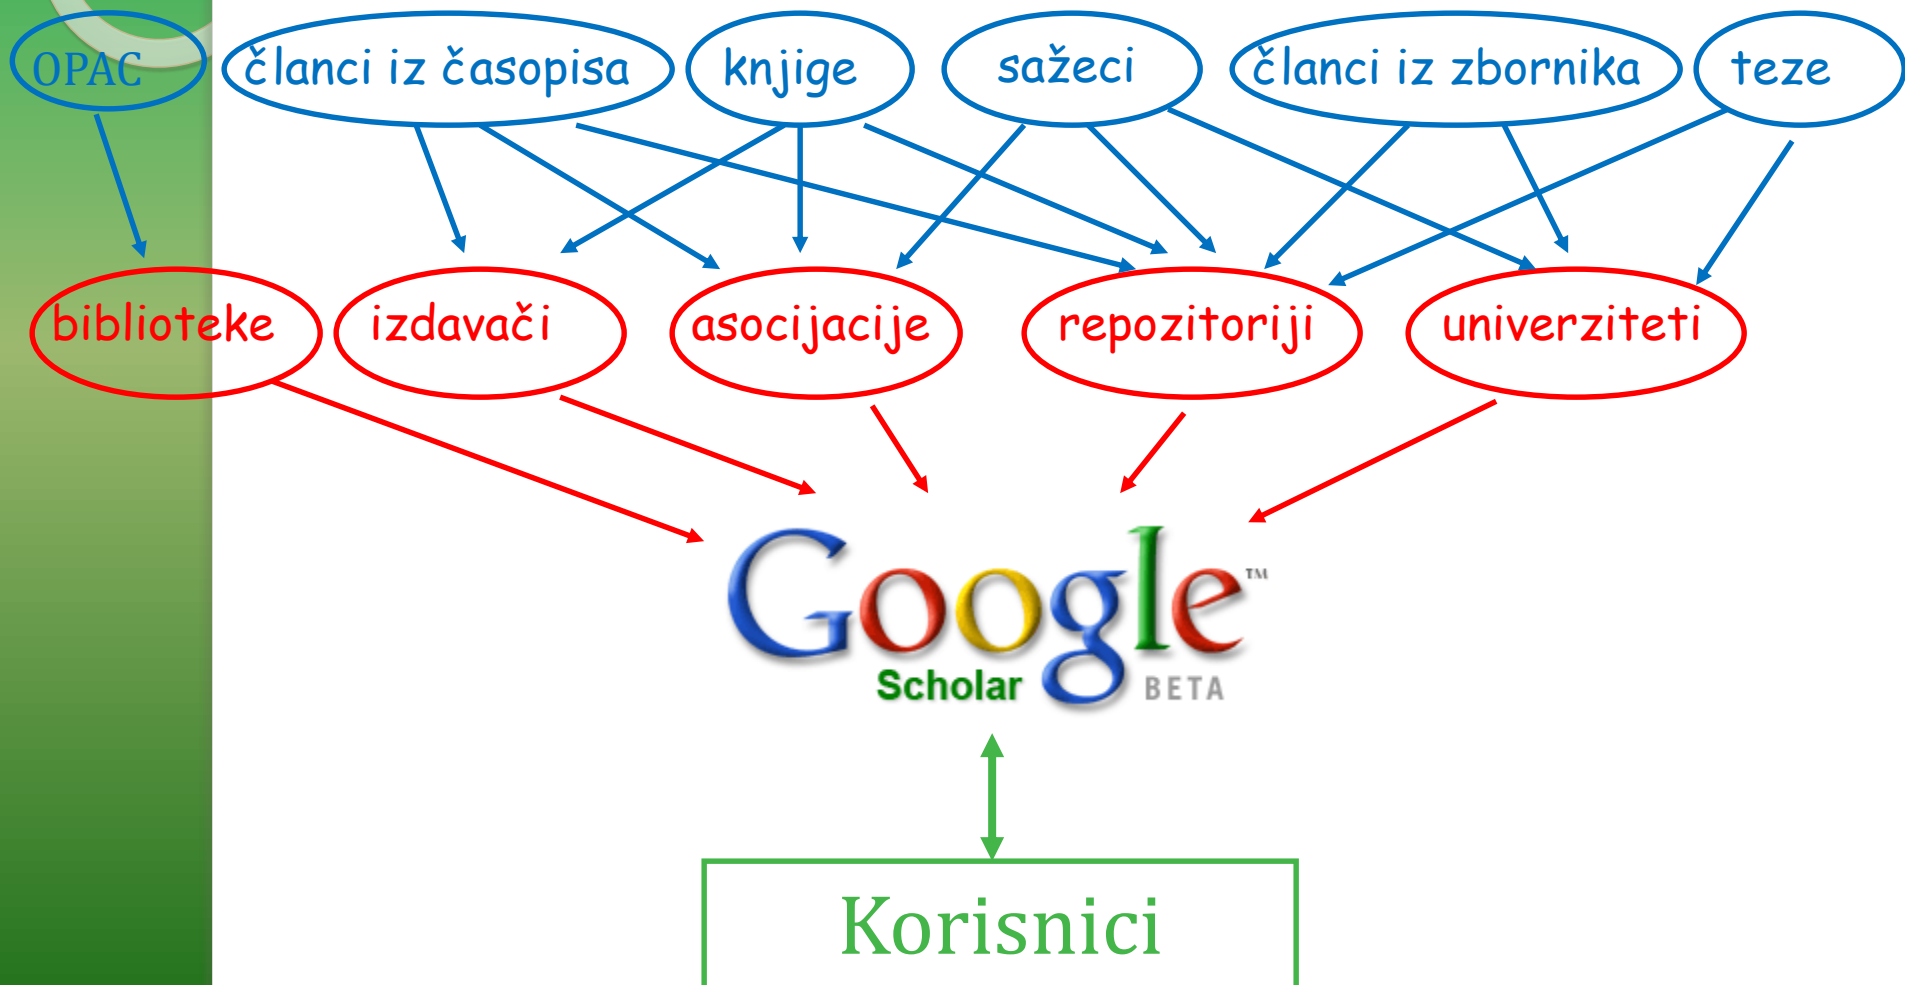 OPAC
članci iz časopisa
knjige
sažeci
članci iz zbornika
teze
biblioteke
izdavači
asocijacije
repozitoriji
univerziteti
Google™
Scholar BETA
Korisnici